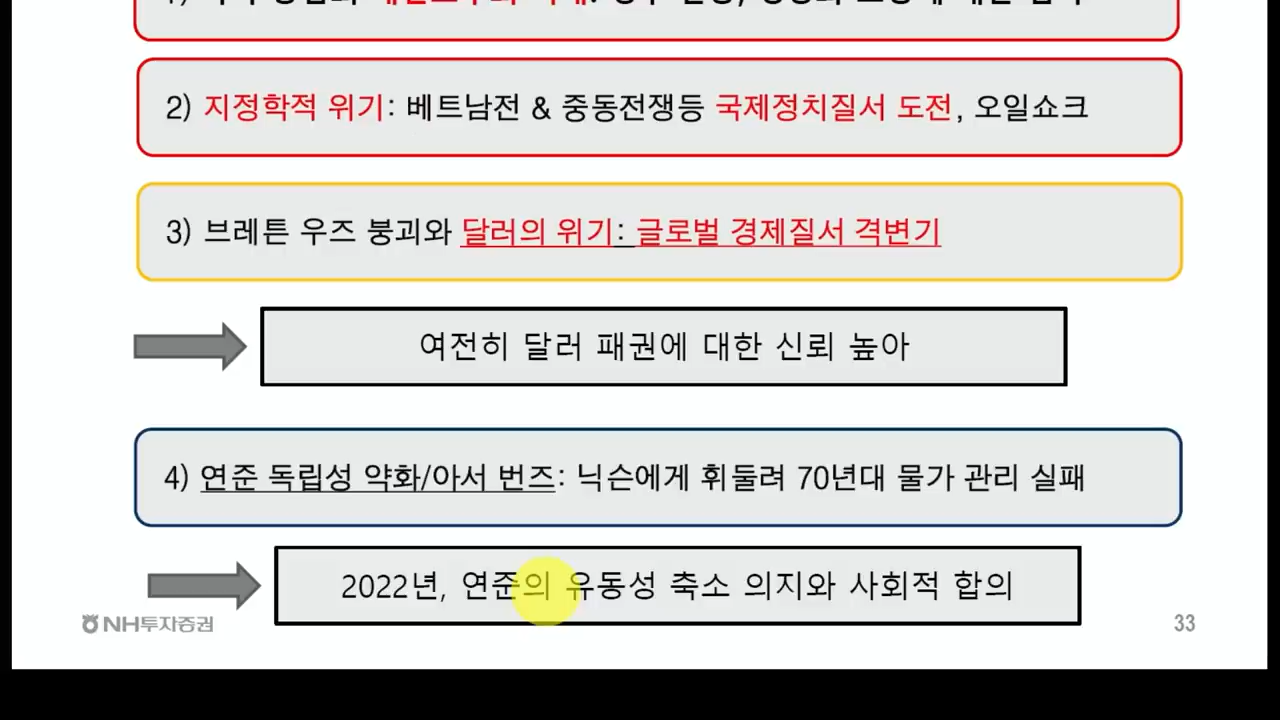 2) 지정학적 위기: 베트남전 & 중동전쟁등 국제정치질서 도전, 오일쇼크
3) 브레튼 우즈 붕괴와 달러의 위기: 글로벌 경제질서 격변기
여전히 달러 패권에 대한 신뢰 높아
4) 연준 독립성 약화/아서 번즈: 닉슨에게 휘둘려 70년대 물가 관리 실패
2022년, 연준의 유동성 축소 의지와 사회적 합의
NH투자증권
33